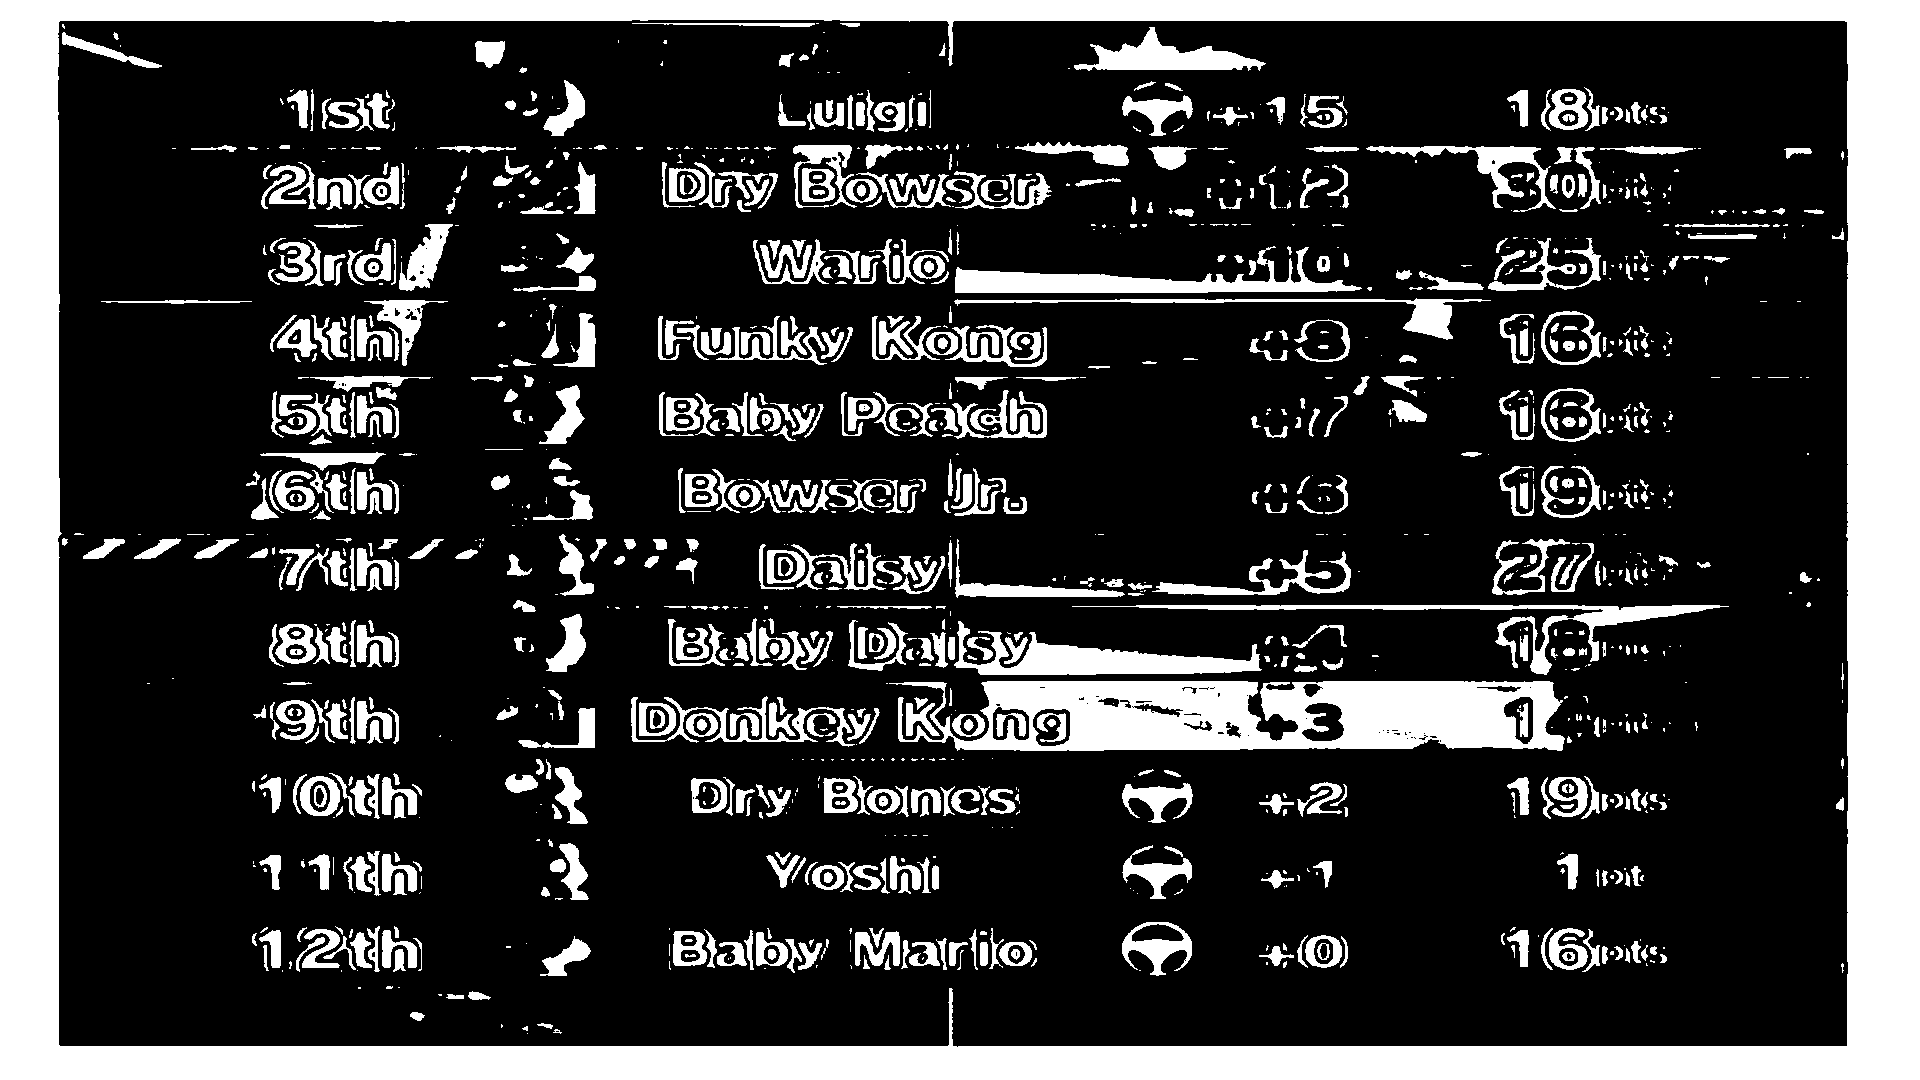 1st Luigi +15 18pts
2nd Dry Bowser +12 30pts
3rd Wario +10 25pts
4th Funky Kong +8 16pts
5th Baby Peach +7 16pts
6th Bowser Jr. +6 19pts
7th Daisy +5 27pts
8th Baby Daisy +4 18pts
9th Donkey Kong +3 14pts
10th Dry Bones +2 19pts
11th Yoshi +1 1pt
12th Baby Mario +0 16pts